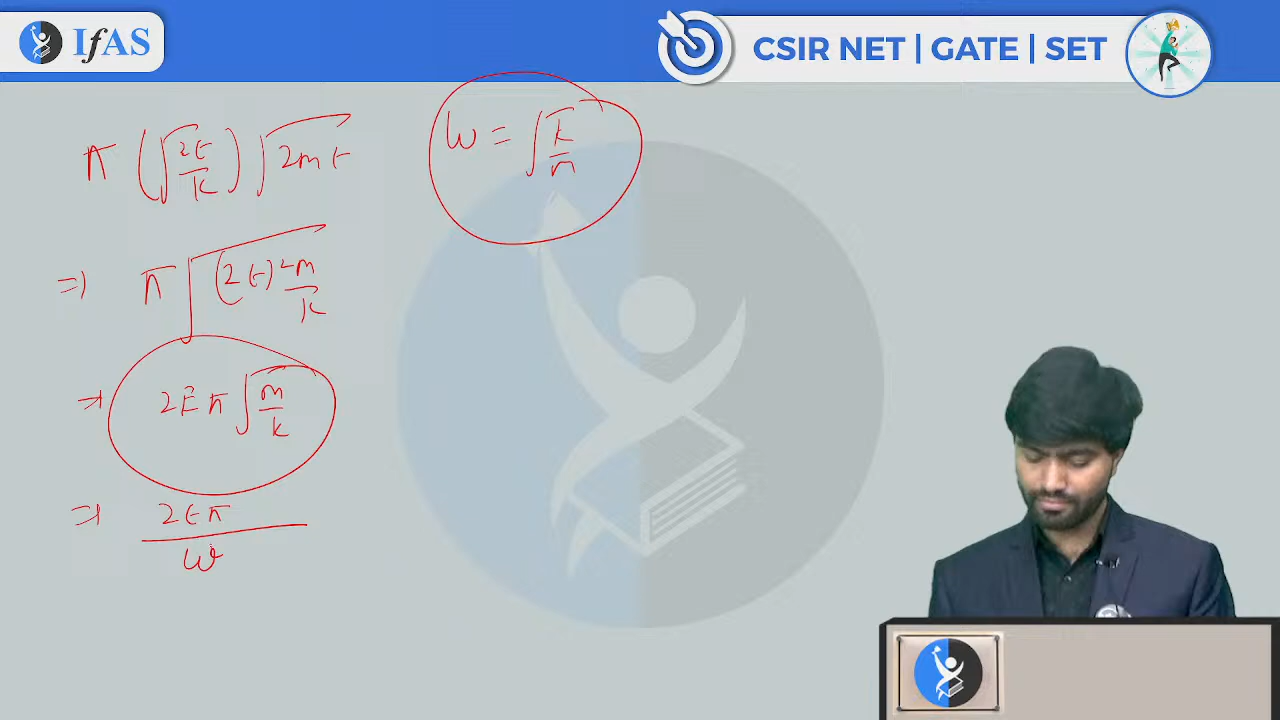 IfAS
CSIR NET | GATE | SET
π (√2E/k) √2mE
ω = √k/m
⇒ π √(2E)² m/k
⇒ 2Eπ √m/k
⇒ 2Eπ/ω